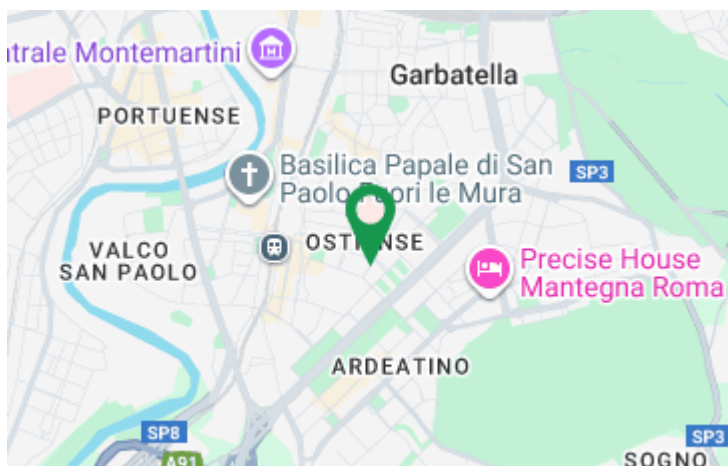 ntrale Montemartini
Garbatella
PORTUENSE
Basilica Papale di San
Paolo Fuori le Mura
SP3
OSTIENSE
VALCO
SAN PAOLO
Precise House
Mantegna Roma
ARDEATINO
SP8
A91
SP3
SOGNO